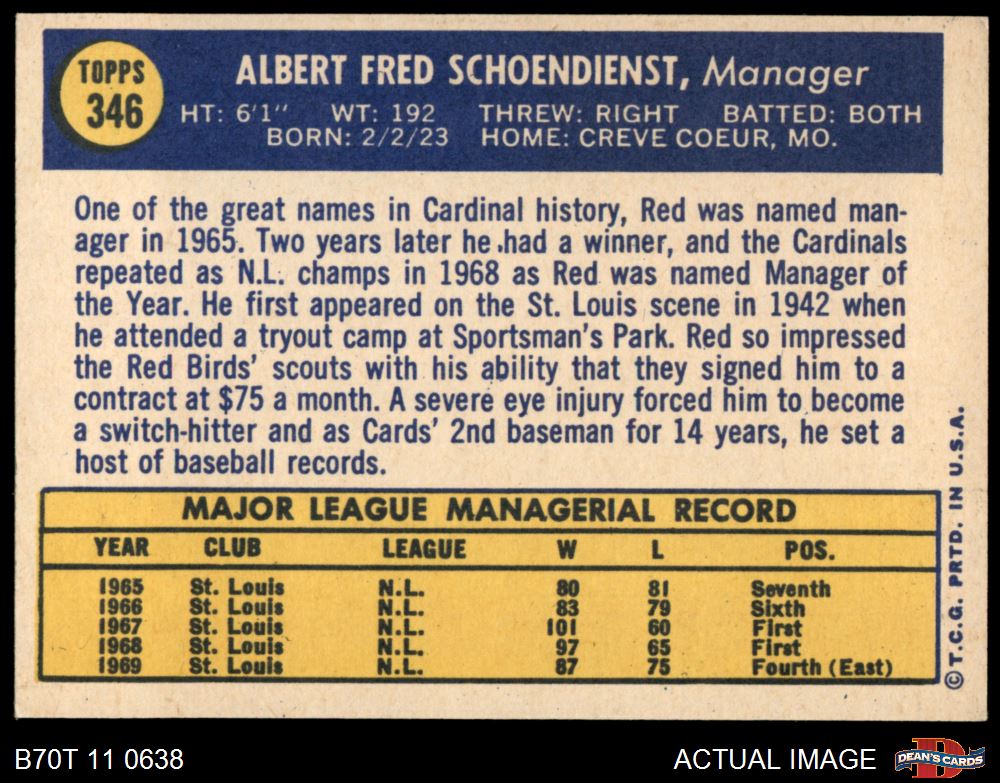 TOPPS
346
ALBERT FRED SCHOENDIENST, Manager
HT: 6'1" WT: 192 THREW: RIGHT BATTED: BOTH
BORN: 2/2/23 HOME: CREVE COEUR, MO.
One of the great names in Cardinal history, Red was named man-
ager in 1965. Two years later he had a winner, and the Cardinals
repeated as N.L. champs in 1968 as Red was named Manager of
the Year. He first appeared on the St. Louis scene in 1942 when
he attended a tryout camp at Sportsman's Park. Red so impressed
the Red Birds' scouts with his ability that they signed him to a
contract at $75 a month. A severe eye injury forced him to become
a switch-hitter and as Cards' 2nd baseman for 14 years, he set a
host of baseball records.
MAJOR LEAGUE MANAGERIAL RECORD
YEAR CLUB LEAGUE W L POS.
1965 St. Louis N.L. 80 81 Seventh
1966 St. Louis N.L. 83 79 Sixth
1967 St. Louis N.L. 101 60 First
1968 St. Louis N.L. 97 65 First
1969 St. Louis N.L. 87 75 Fourth (East)
©T.C.G. PRTD. IN U.S.A.
B70T 11 0638
ACTUAL IMAGE
D
DEAN'S CARDS